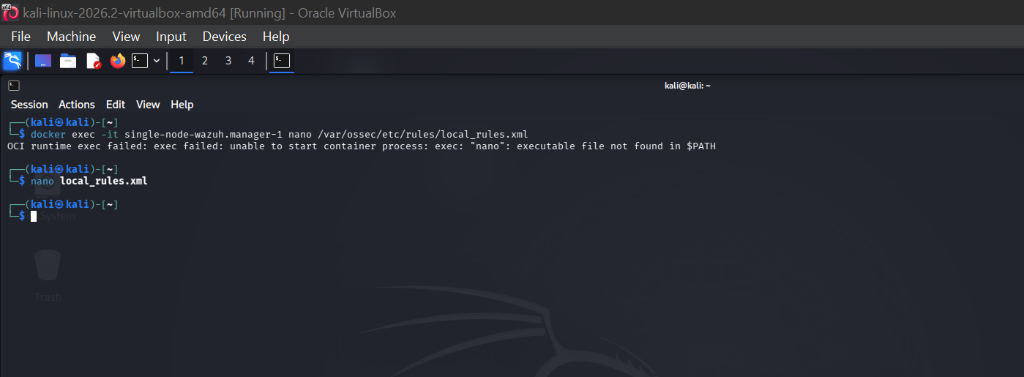 kali-linux-2026.2-virtualbox-amd64 [Running] - Oracle VirtualBox
File Machine View Input Devices Help
1 2 3 4
kali@kali: ~
Session Actions Edit View Help
┌──(kali㉿kali)-[~]
└─$ docker exec -it single-node-wazuh.manager-1 nano /var/ossec/etc/rules/local_rules.xml
OCI runtime exec failed: exec failed: unable to start container process: exec: "nano": executable file not found in $PATH
┌──(kali㉿kali)-[~]
└─$ nano local_rules.xml
┌──(kali㉿kali)-[~]
└─$
System
Trash